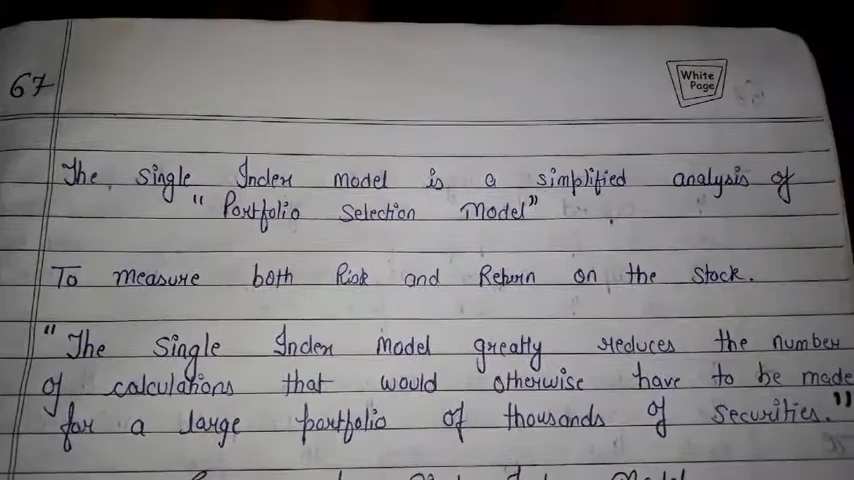 67
White
Page
The Single Index model is a simplified analysis of
"Portfolio Selection Model"
To measure both Risk and Return on the Stock.
"The Single Index model greatly reduces the number
of calculations that would otherwise have to be made
for a large portfolio of thousands of securities."